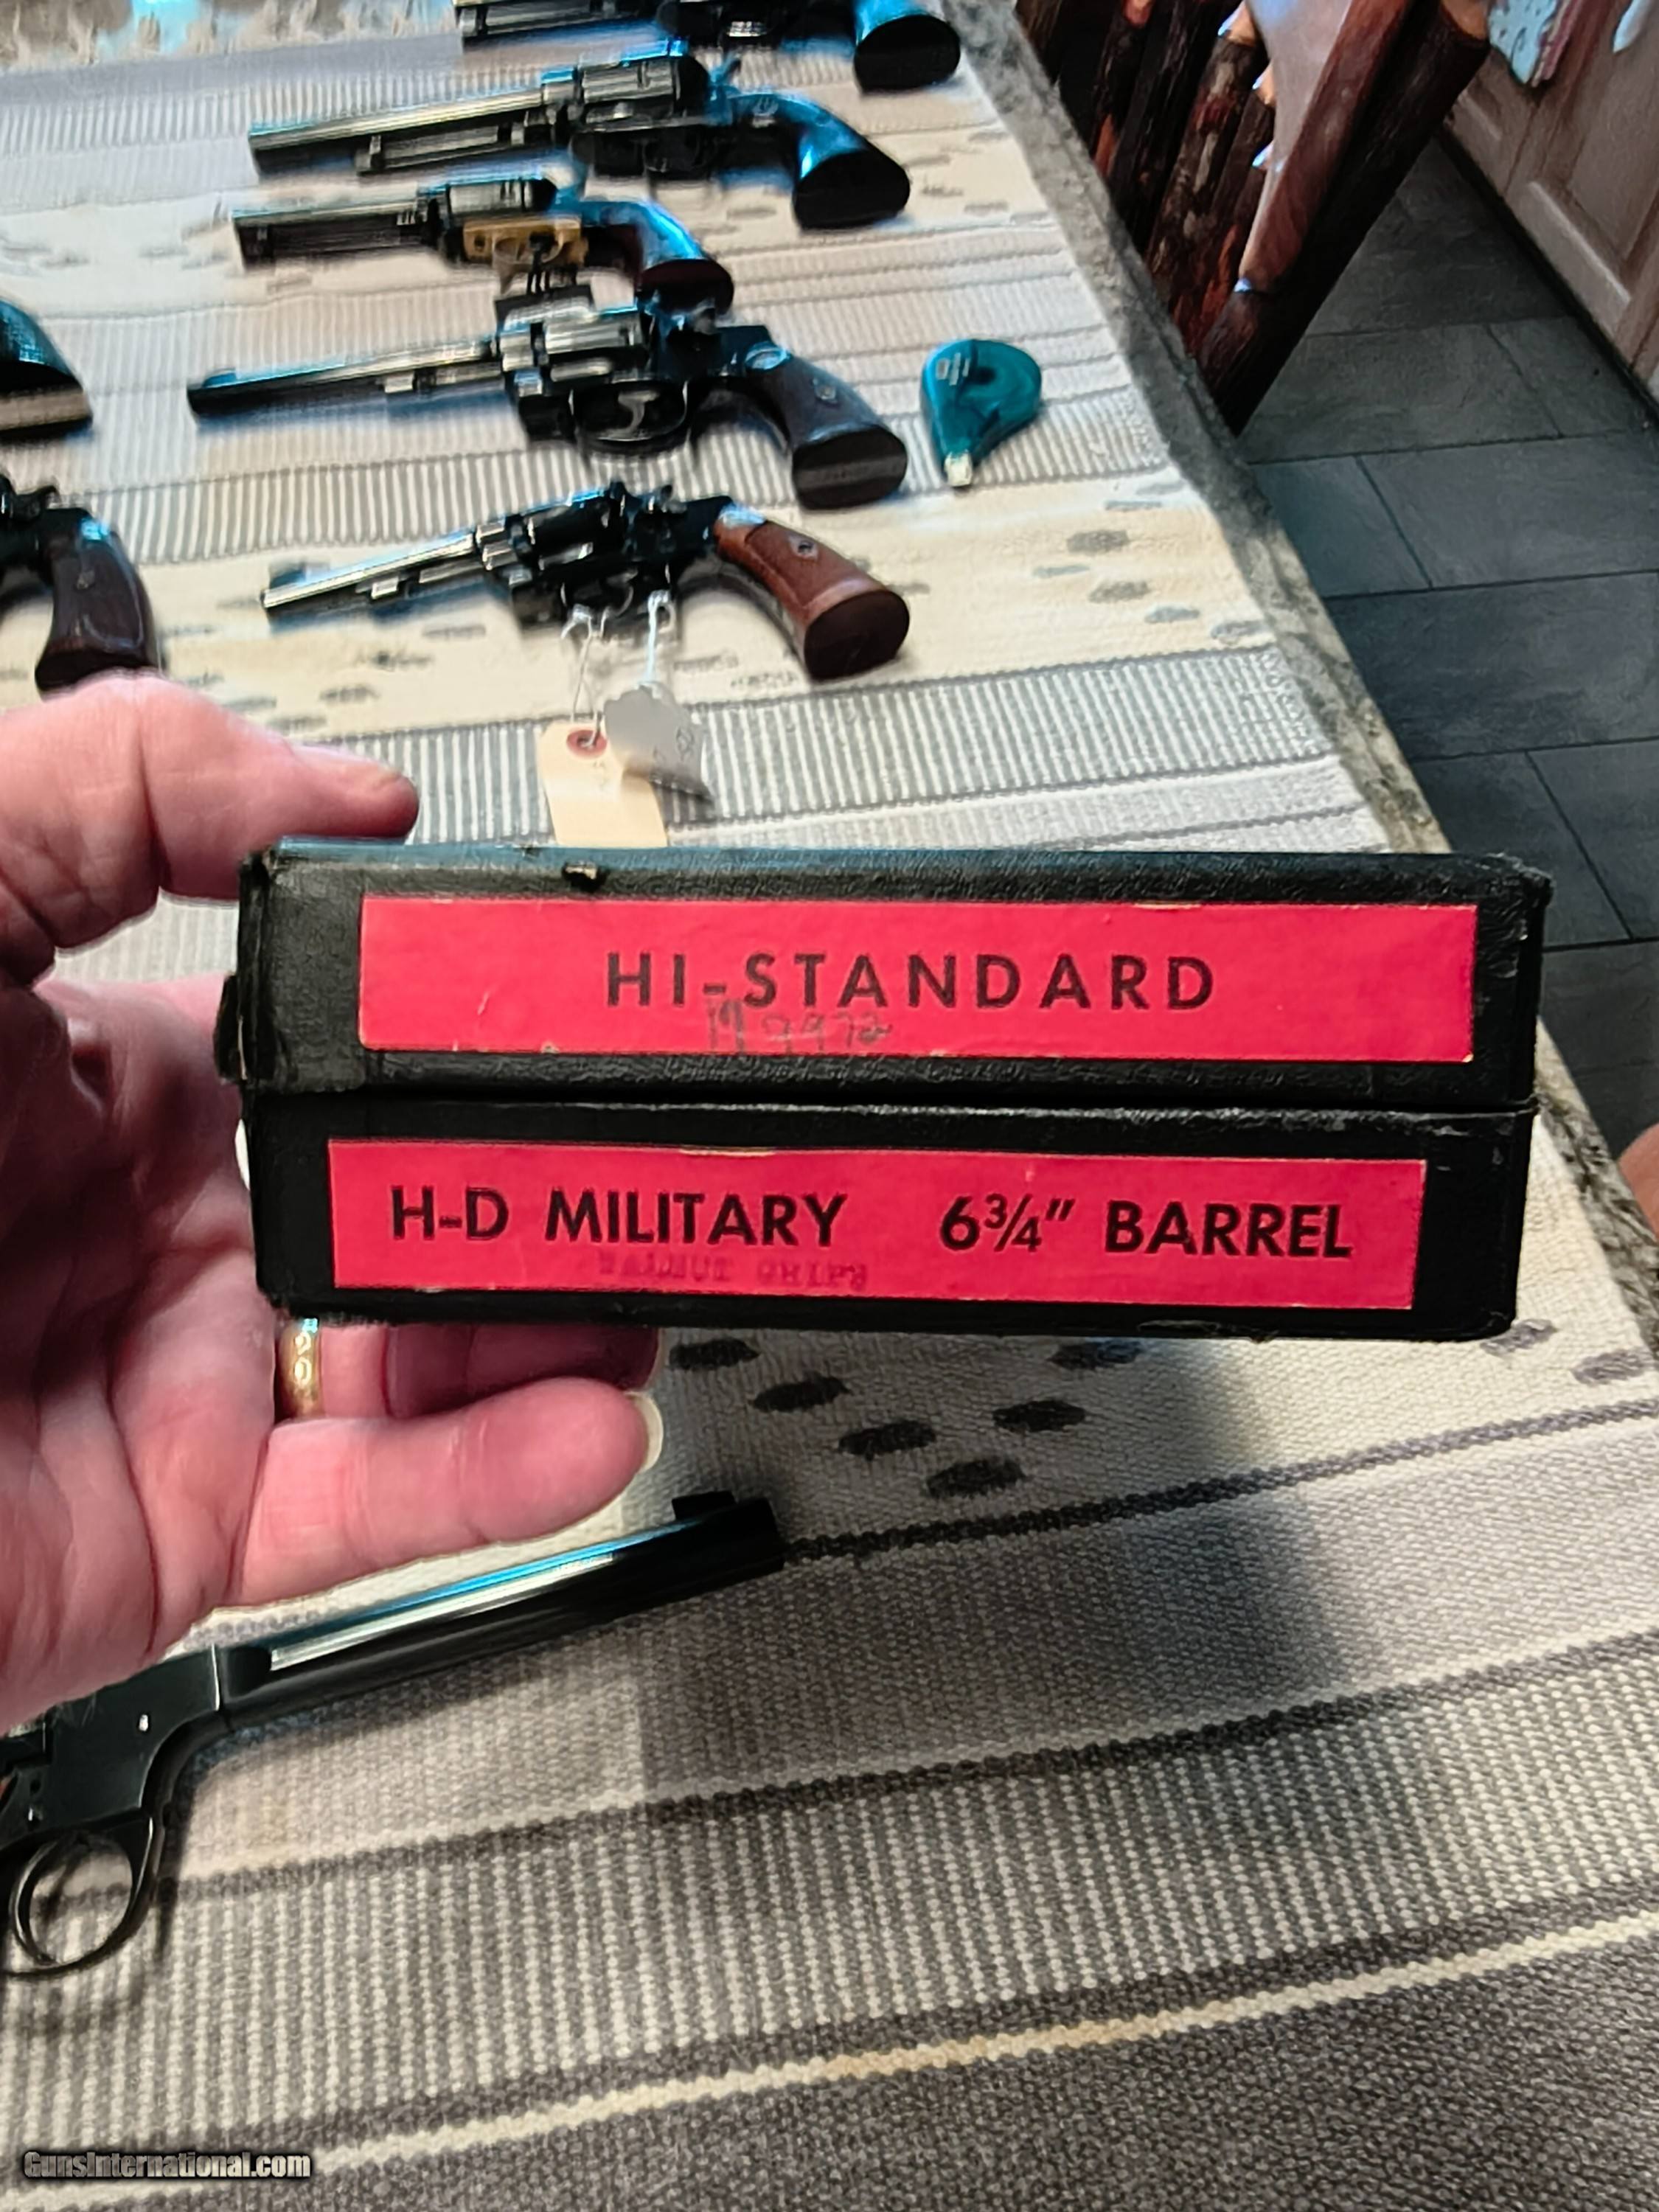 HI-STANDARD
H-D MILITARY 6¾" BARREL
WALNUT GRIPS
GunsInternational.com